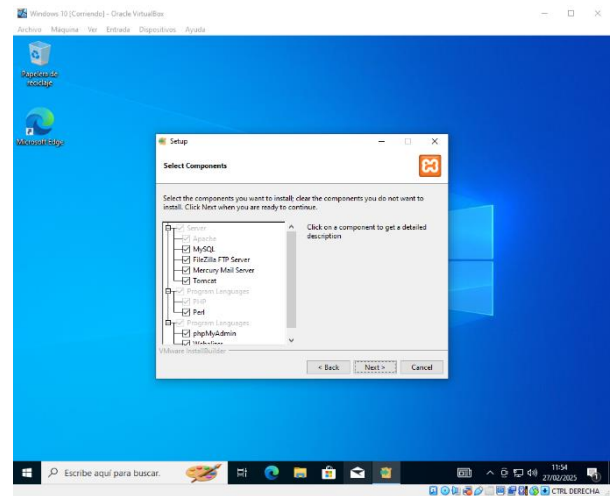 Windows 10 [Corriendo] - Oracle VirtualBox
Archivo Máquina Ver Entrada Dispositivos Ayuda
Papelera de
reciclaje
Microsoft Edge
Setup
Select Components
Select the components you want to install; clear the components you do not want to
install. Click Next when you are ready to continue.
Server
Apache
MySQL
FileZilla FTP Server
Mercury Mail Server
Tomcat
Program Languages
PHP
Perl
Program Languages
phpMyAdmin
Webalizer
Click on a component to get a detailed
description
VMware InstallBuilder
< Back
Next >
Cancel
Escribe aquí para buscar.
11:54
27/02/2025
CTRL DERECHA